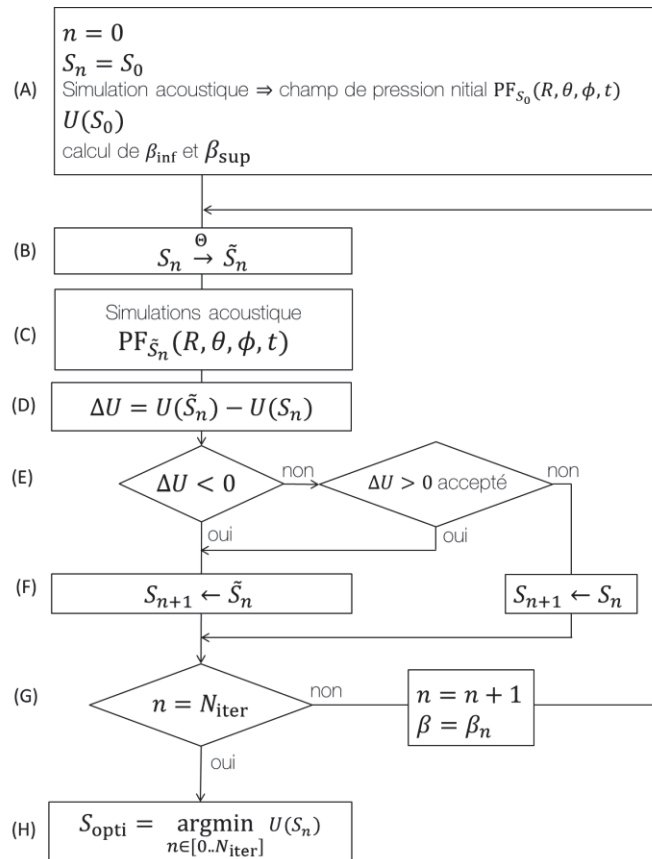 (A)
n = 0
S_n = S_0
Simulation acoustique ⇒ champ de pression nitial PF_{S_0}(R, θ, ϕ, t)
U(S_0)
calcul de β_inf et β_sup
(B)
S_n →^Θ S̃_n
(C)
Simulations acoustique
PF_{S̃_n}(R, θ, ϕ, t)
(D)
ΔU = U(S̃_n) − U(S_n)
(E)
ΔU < 0
non
ΔU > 0 accepté
non
oui
oui
(F)
S_{n+1} ← S̃_n
S_{n+1} ← S_n
(G)
n = N_iter
non
n = n + 1
β = β_n
oui
(H)
S_opti = argmin_{n∈[0..N_iter]} U(S_n)